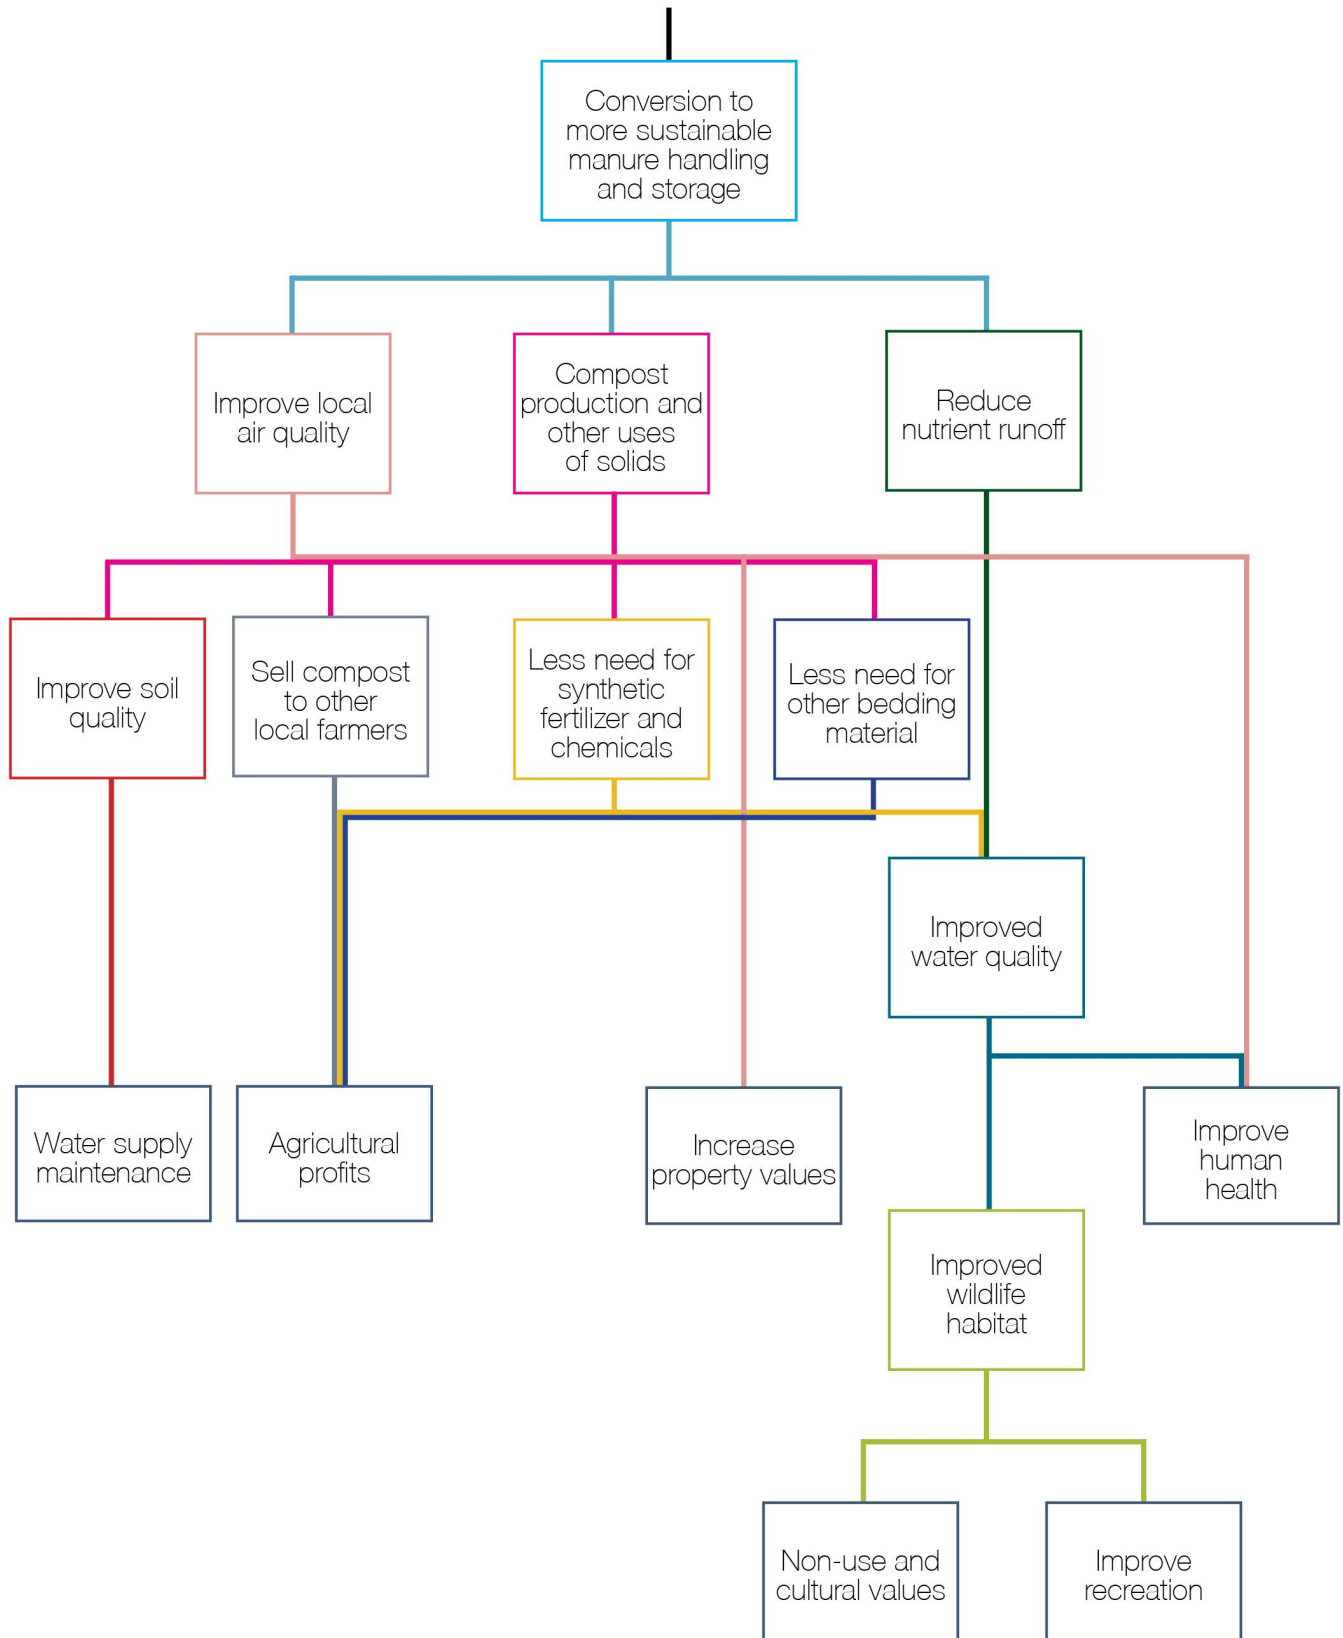 Conversion to
more sustainable
manure handling
and storage
Improve local
air quality
Compost
production and
other uses
of solids
Reduce
nutrient runoff
Improve soil
quality
Sell compost
to other
local farmers
Less need for
synthetic
fertilizer and
chemicals
Less need for
other bedding
material
Improved
water quality
Water supply
maintenance
Agricultural
profits
Increase
property values
Improve
human
health
Improved
wildlife
habitat
Non-use and
cultural values
Improve
recreation